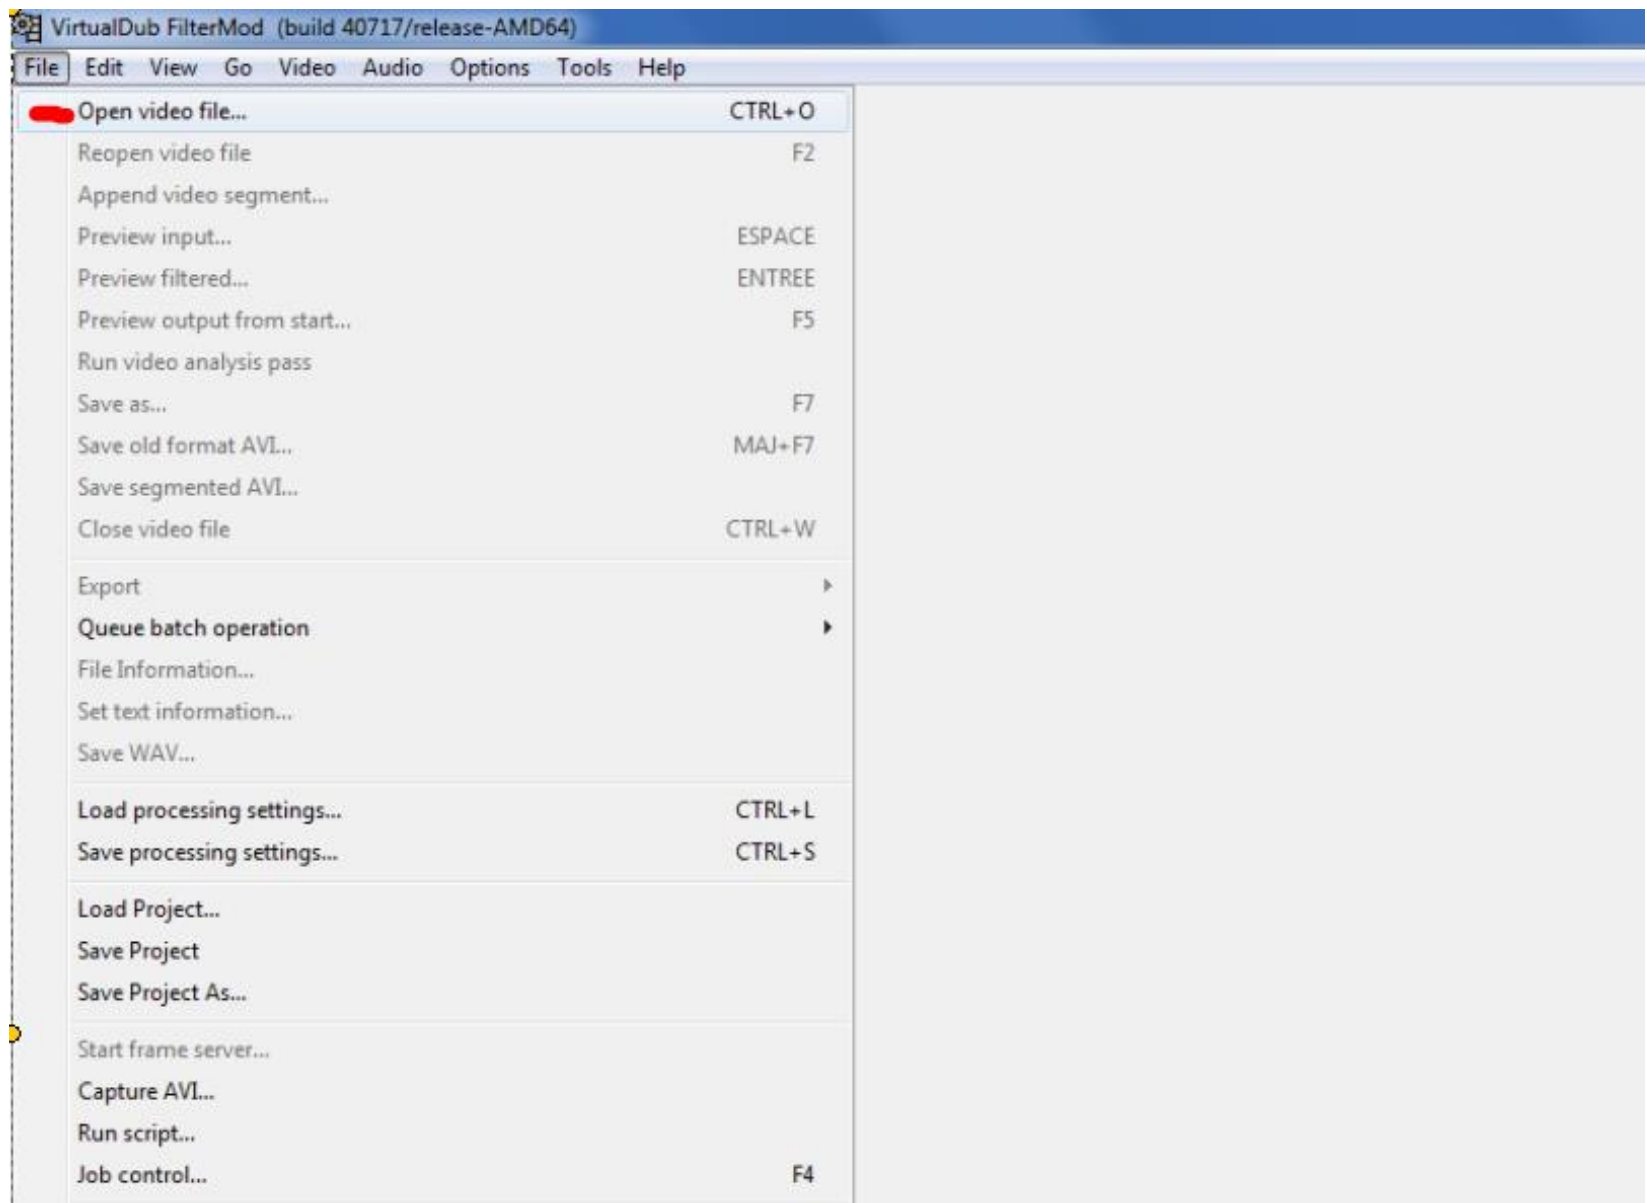 VirtualDub FilterMod (build 40717/release-AMD64)
File Edit View Go Video Audio Options Tools Help
Open video file... CTRL+O
Reopen video file F2
Append video segment...
Preview input... ESPACE
Preview filtered... ENTREE
Preview output from start... F5
Run video analysis pass
Save as... F7
Save old format AVI... MAJ+F7
Save segmented AVI...
Close video file CTRL+W
Export
Queue batch operation
File Information...
Set text information...
Save WAV...
Load processing settings... CTRL+L
Save processing settings... CTRL+S
Load Project...
Save Project
Save Project As...
Start frame server...
Capture AVI...
Run script...
Job control... F4